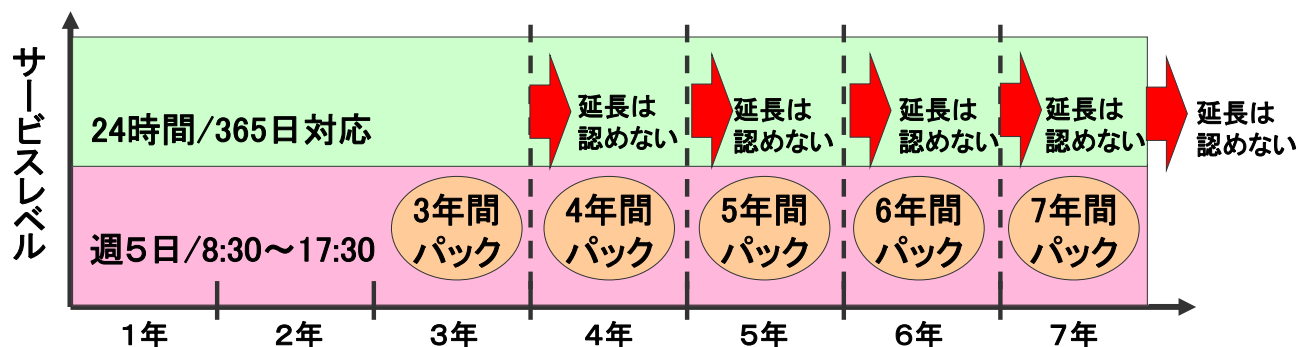 サービスレベル
24時間/365日対応
延長は
認めない
延長は
認めない
延長は
認めない
延長は
認めない
延長は
認めない
週５日/8:30～17:30
3年間
パック
4年間
パック
5年間
パック
6年間
パック
7年間
パック
１年
２年
３年
４年
５年
６年
７年